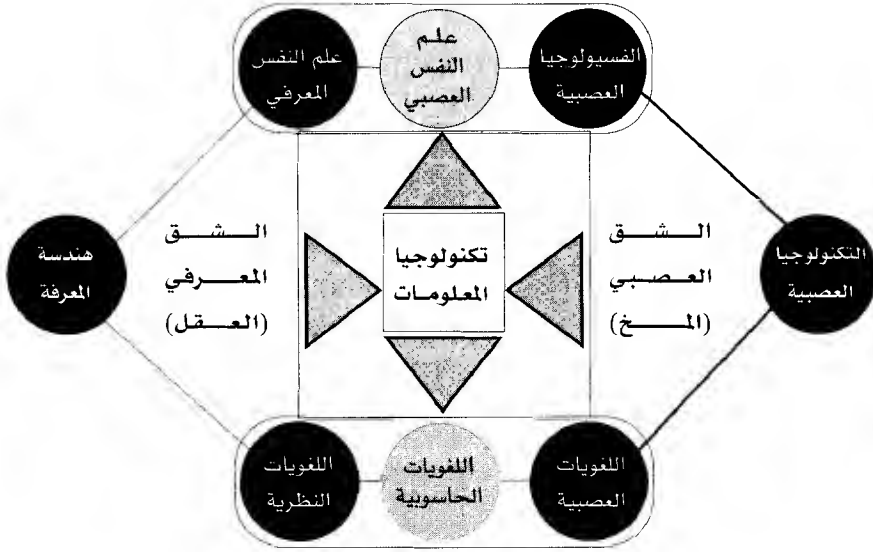 الفسيولوجيا
العصبية
علم
النفس
العصبي
علم النفس
المعرفي
التكنولوجيا
العصبية
الشق
العصبي
(المخ)
تكنولوجيا
المعلومات
الشق
المعرفي
(العقل)
هندسة
المعرفة
اللغويات
العصبية
اللغويات
الحاسوبية
اللغويات
النظرية